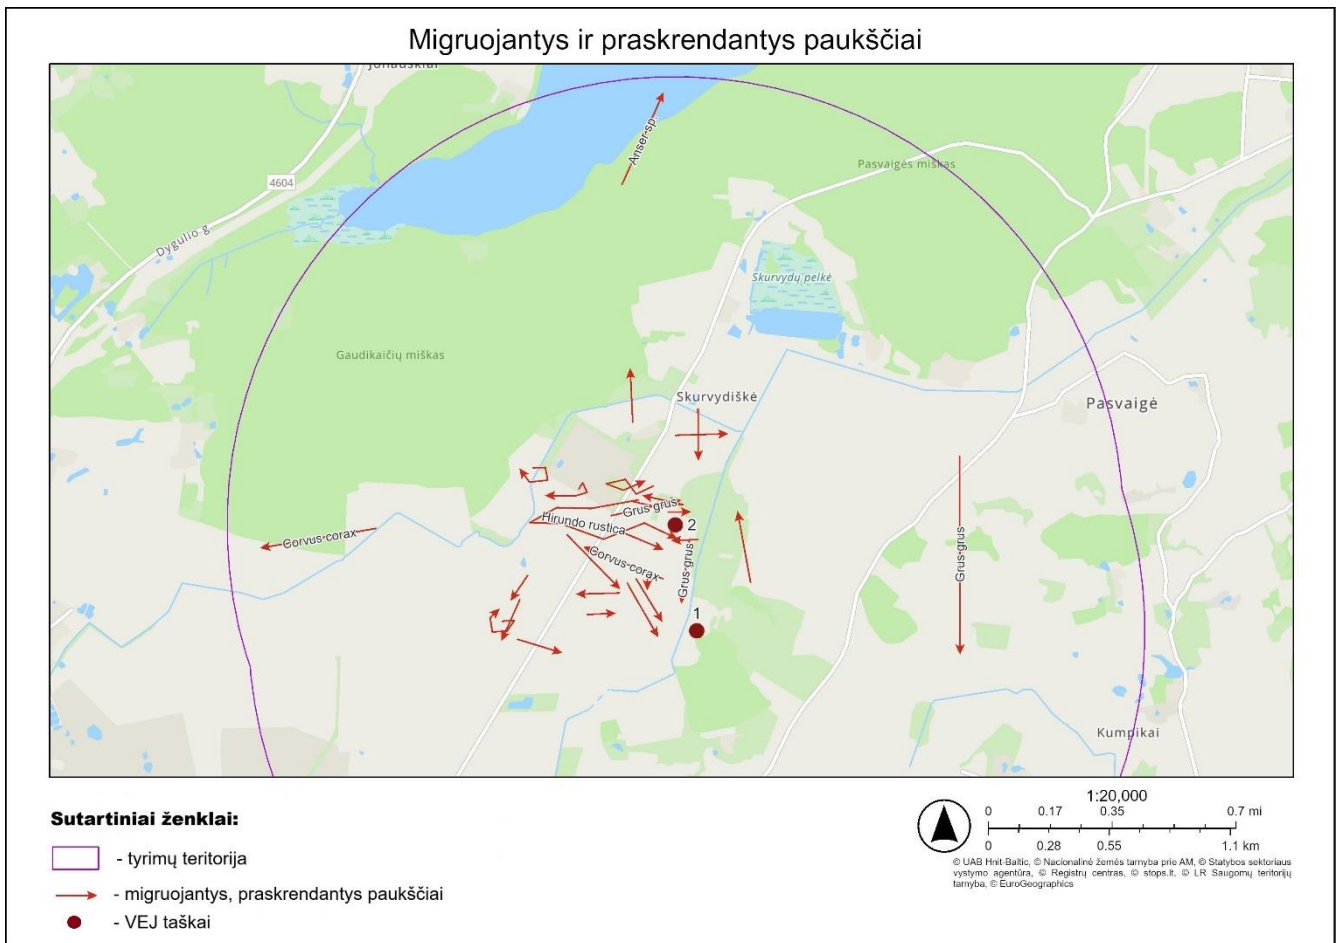 Migruojantys ir praskrendantys paukščiai
Anser sp.
Pasvaigės miškas
4604
Dygulio g.
Skurvydų pelkė
Gaudikaičių miškas
Skurvydiškė
Pasvaigė
Grus grus
Hirundo rustica
2
Corvus corax
Corvus corax
Grus grus
Grus grus
1
Kumpikai
Sutartiniai ženklai:
- tyrimų teritorija
- migruojantys, praskrendantys paukščiai
- VEJ taškai
1:20,000
0 0.17 0.35 0.7 mi
0 0.28 0.55 1.1 km
© UAB Hnit-Baltic, © Nacionalinė žemės tarnyba prie AM, © Statybos sektoriaus
vystymo agentūra, © Registrų centras, © stops.lt, © LR Saugomų teritorijų
tarnyba, © EuroGeographics